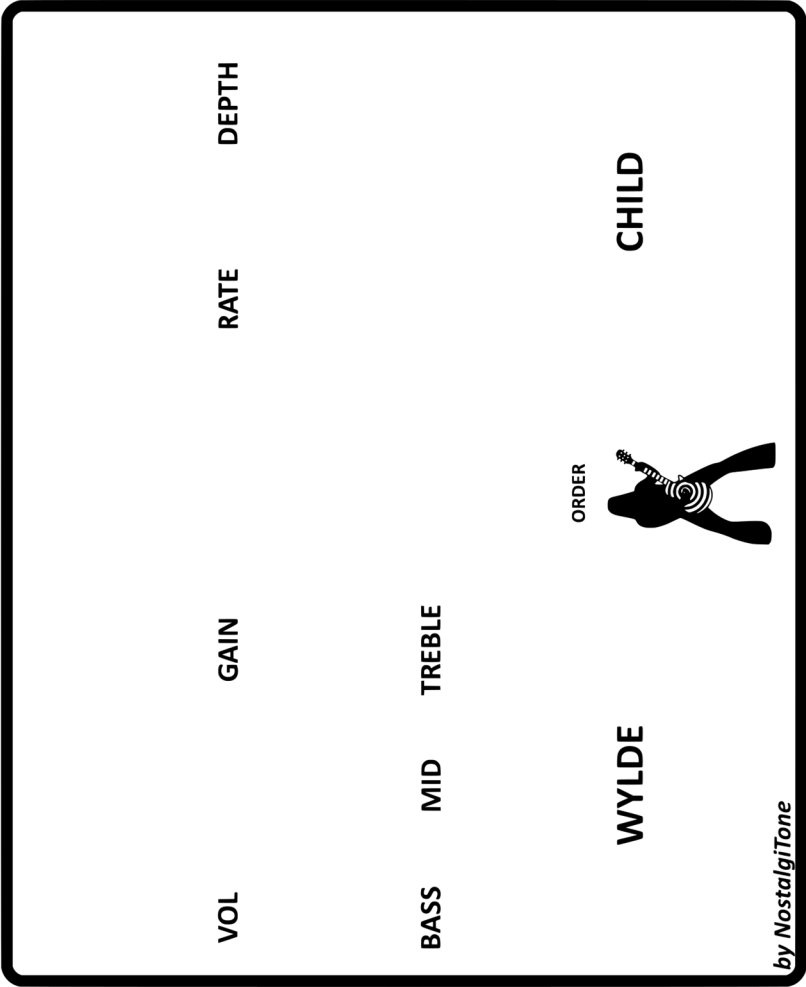 VOL GAIN RATE DEPTH
BASS MID TREBLE
ORDER
WYLDE CHILD
by NostalgiTone